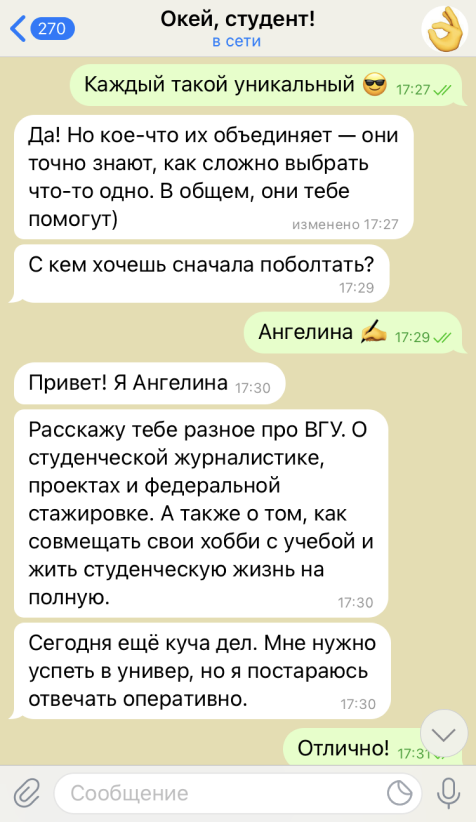 270
Окей, студент!
в сети
Каждый такой уникальный 😎 17:27
Да! Но кое-что их объединяет — они
точно знают, как сложно выбрать
что-то одно. В общем, они тебе
помогут)
изменено 17:27
С кем хочешь сначала поболтать?
17:29
Ангелина ✍️ 17:29
Привет! Я Ангелина 17:30
Расскажу тебе разное про ВГУ. О
студенческой журналистике,
проектах и федеральной
стажировке. А также о том, как
совмещать свои хобби с учебой и
жить студенческую жизнь на
полную.
17:30
Сегодня ещё куча дел. Мне нужно
успеть в универ, но я постараюсь
отвечать оперативно.
17:30
Отлично! 17:31
Сообщение